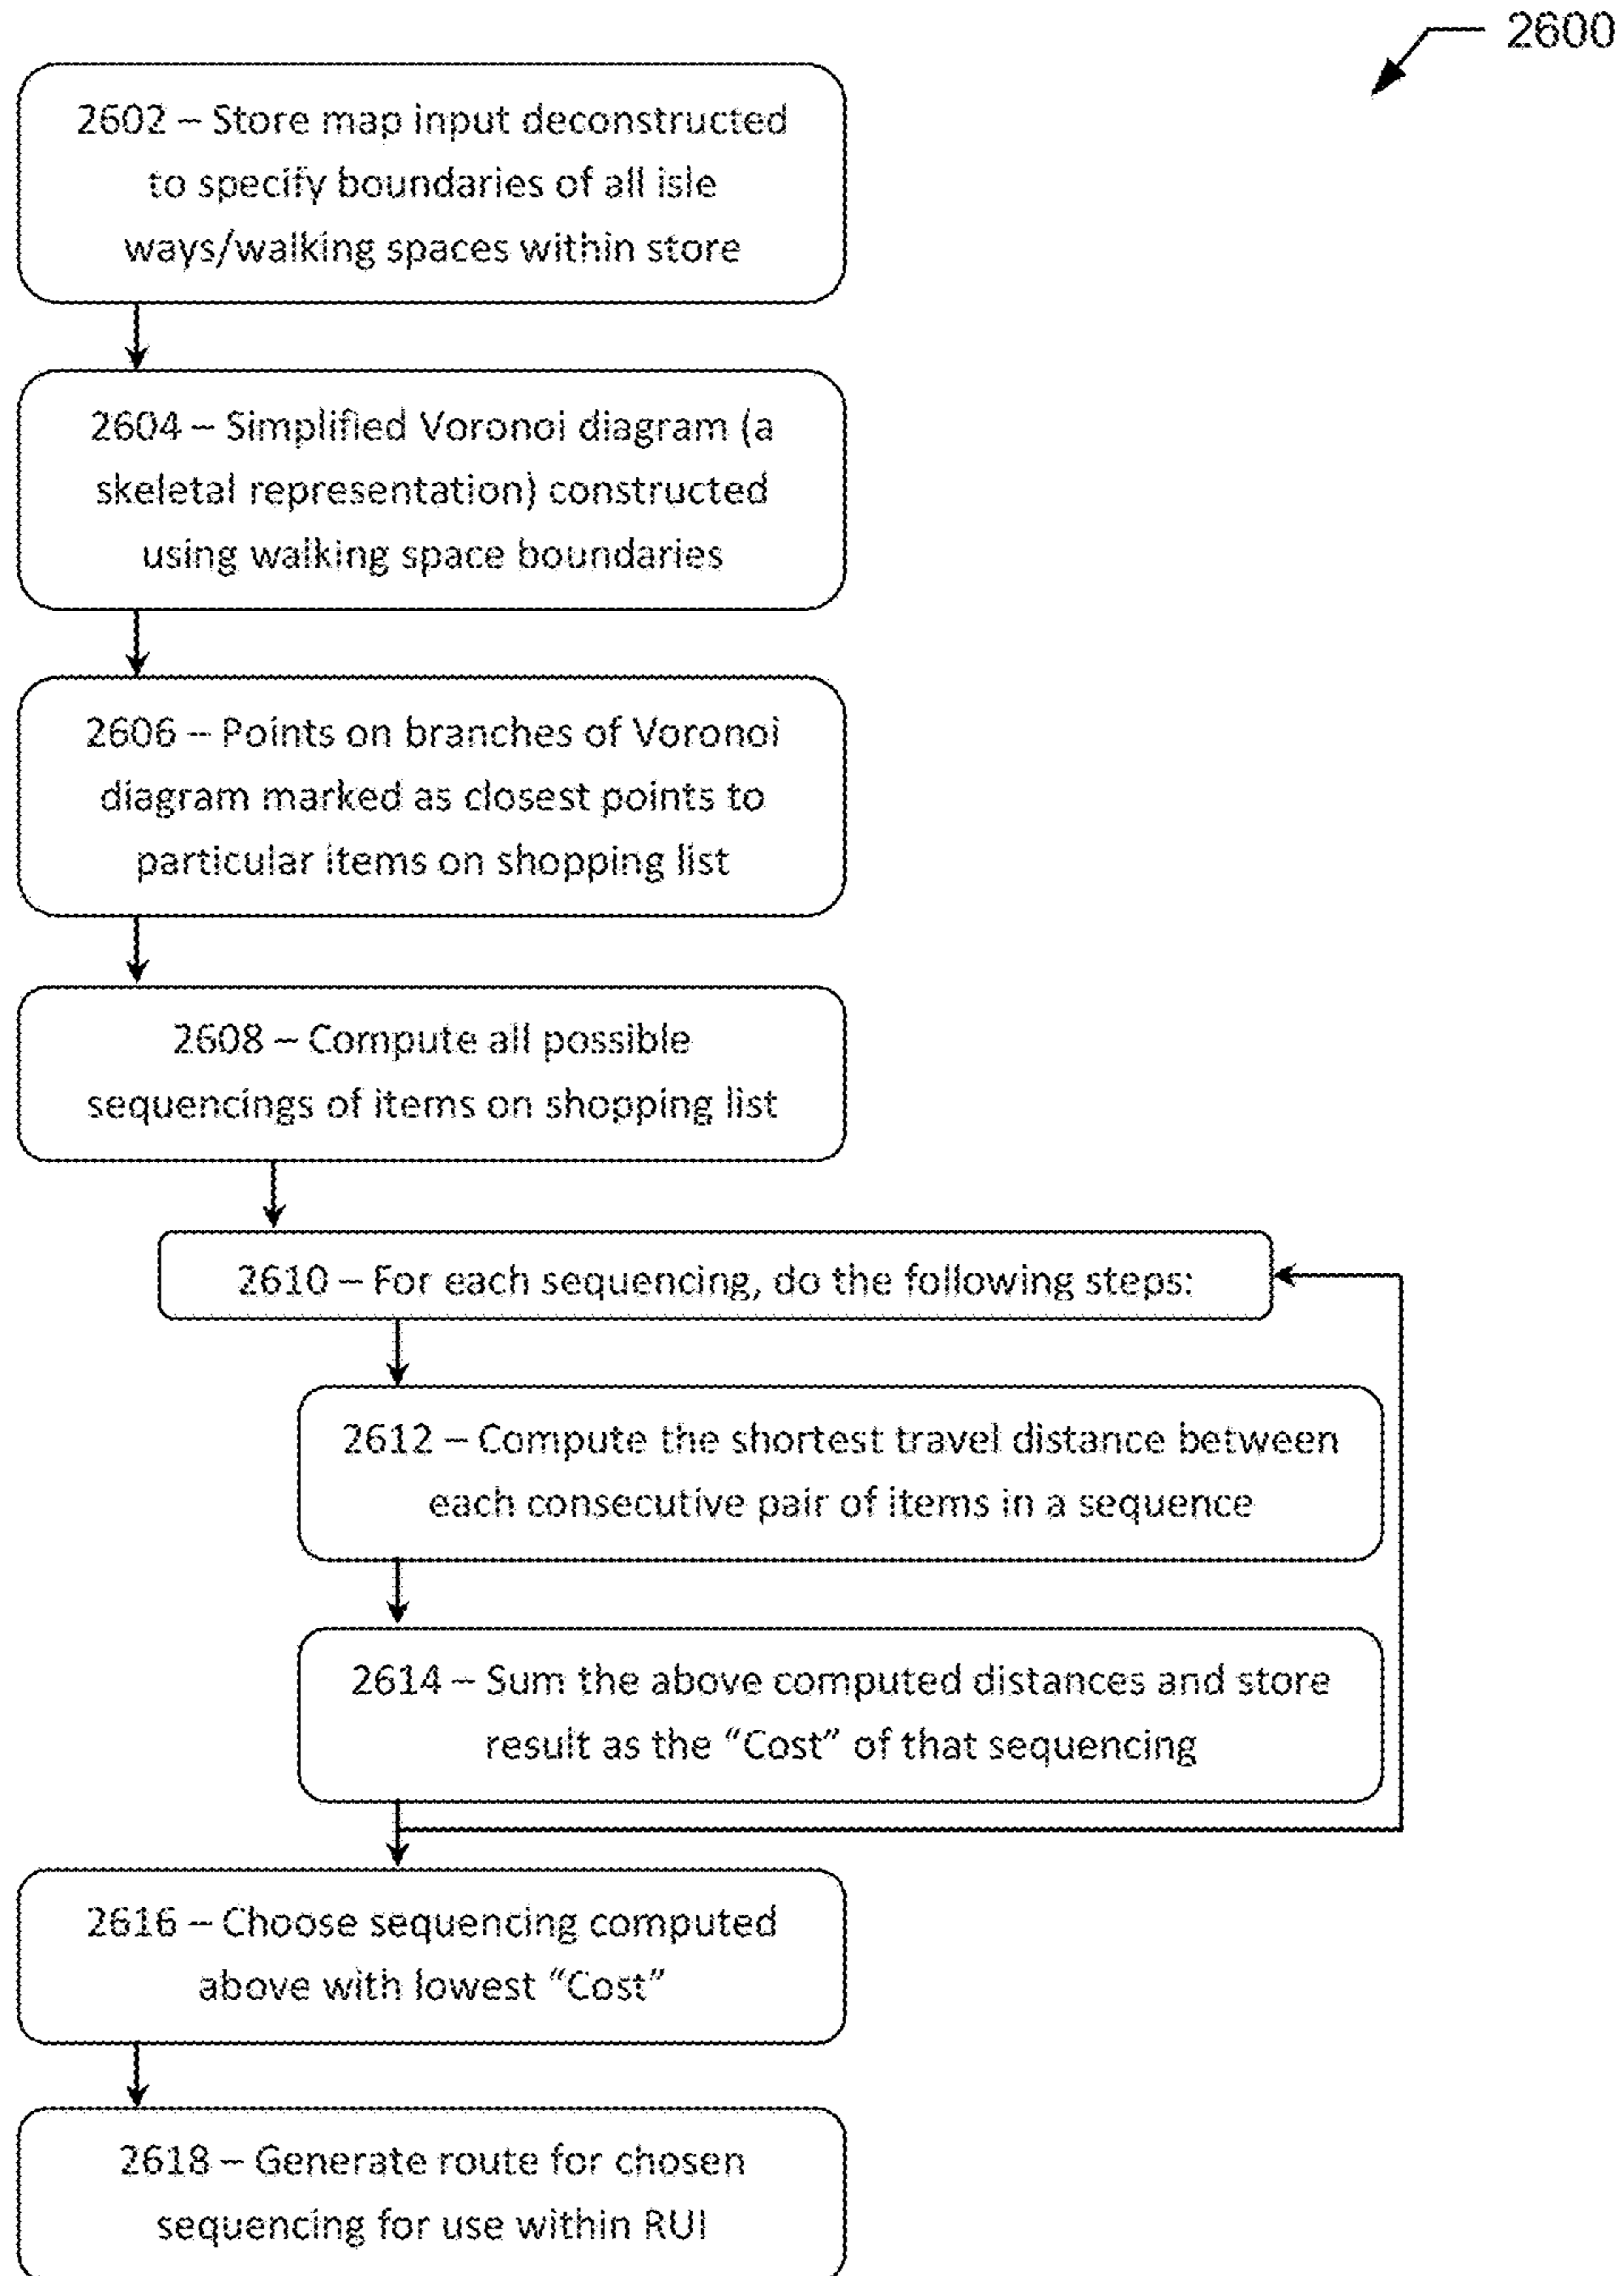 2600
2602 – Store map input deconstructed
to specify boundaries of all isle
ways/walking spaces within store
2604 – Simplified Voronoi diagram (a
skeletal representation) constructed
using walking space boundaries
2606 – Points on branches of Voronoi
diagram marked as closest points to
particular items on shopping list
2608 – Compute all possible
sequencings of items on shopping list
2610 – For each sequencing, do the following steps:
2612 – Compute the shortest travel distance between
each consecutive pair of items in a sequence
2614 – Sum the above computed distances and store
result as the “Cost” of that sequencing
2616 – Choose sequencing computed
above with lowest “Cost”
2618 – Generate route for chosen
sequencing for use within RUI